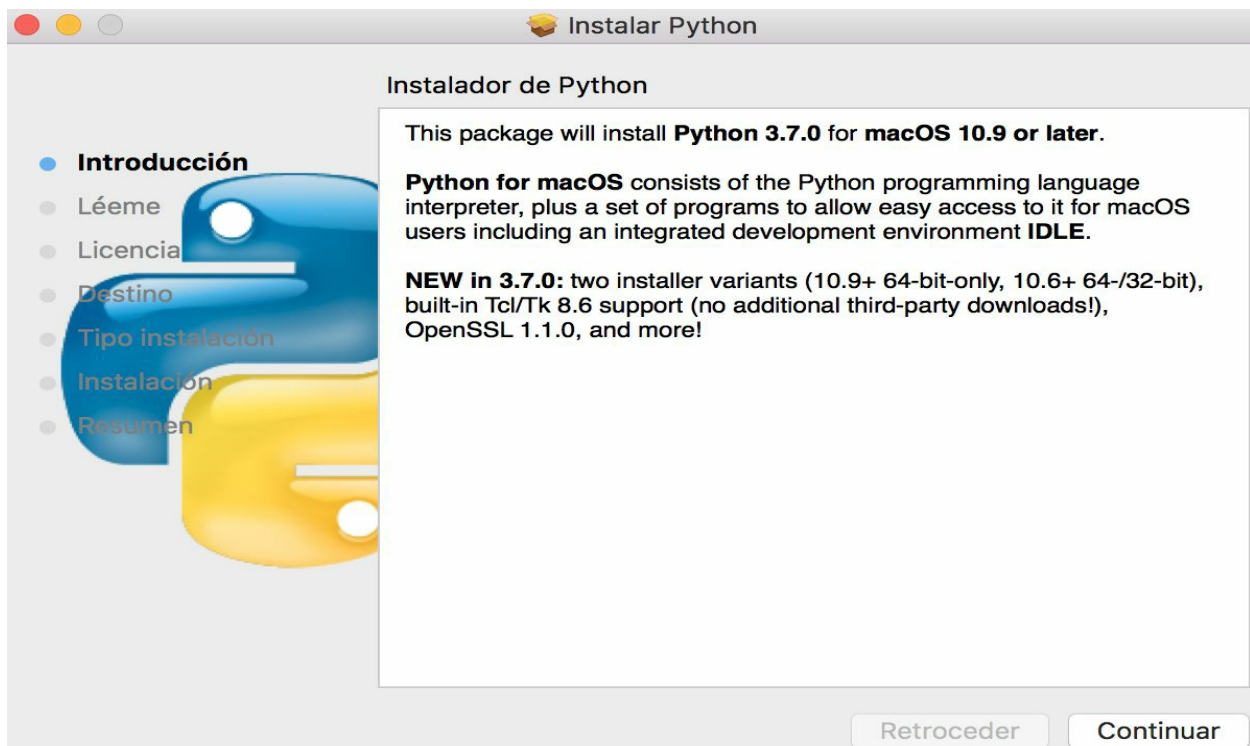 Instalar Python
Instalador de Python
Introducción
Léeme
Licencia
Destino
Tipo instalación
Instalación
Resumen
This package will install Python 3.7.0 for macOS 10.9 or later.
Python for macOS consists of the Python programming language
interpreter, plus a set of programs to allow easy access to it for macOS
users including an integrated development environment IDLE.
NEW in 3.7.0: two installer variants (10.9+ 64-bit-only, 10.6+ 64-/32-bit),
built-in Tcl/Tk 8.6 support (no additional third-party downloads!),
OpenSSL 1.1.0, and more!
Retroceder
Continuar